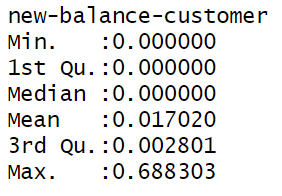 new-balance-customer
Min.   :0.000000
1st Qu.:0.000000
Median :0.000000
Mean   :0.017020
3rd Qu.:0.002801
Max.   :0.688303